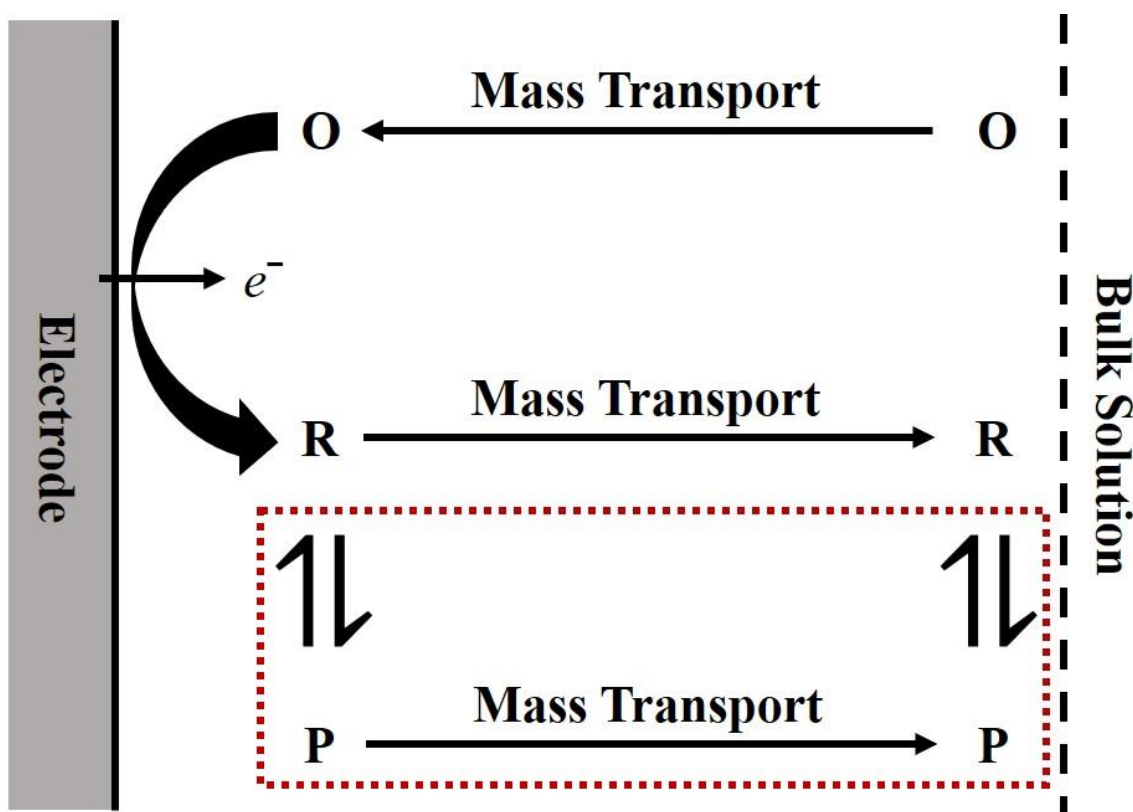 Mass Transport
O
O
e⁻
Electrode
Mass Transport
R
R
Bulk Solution
Mass Transport
P
P